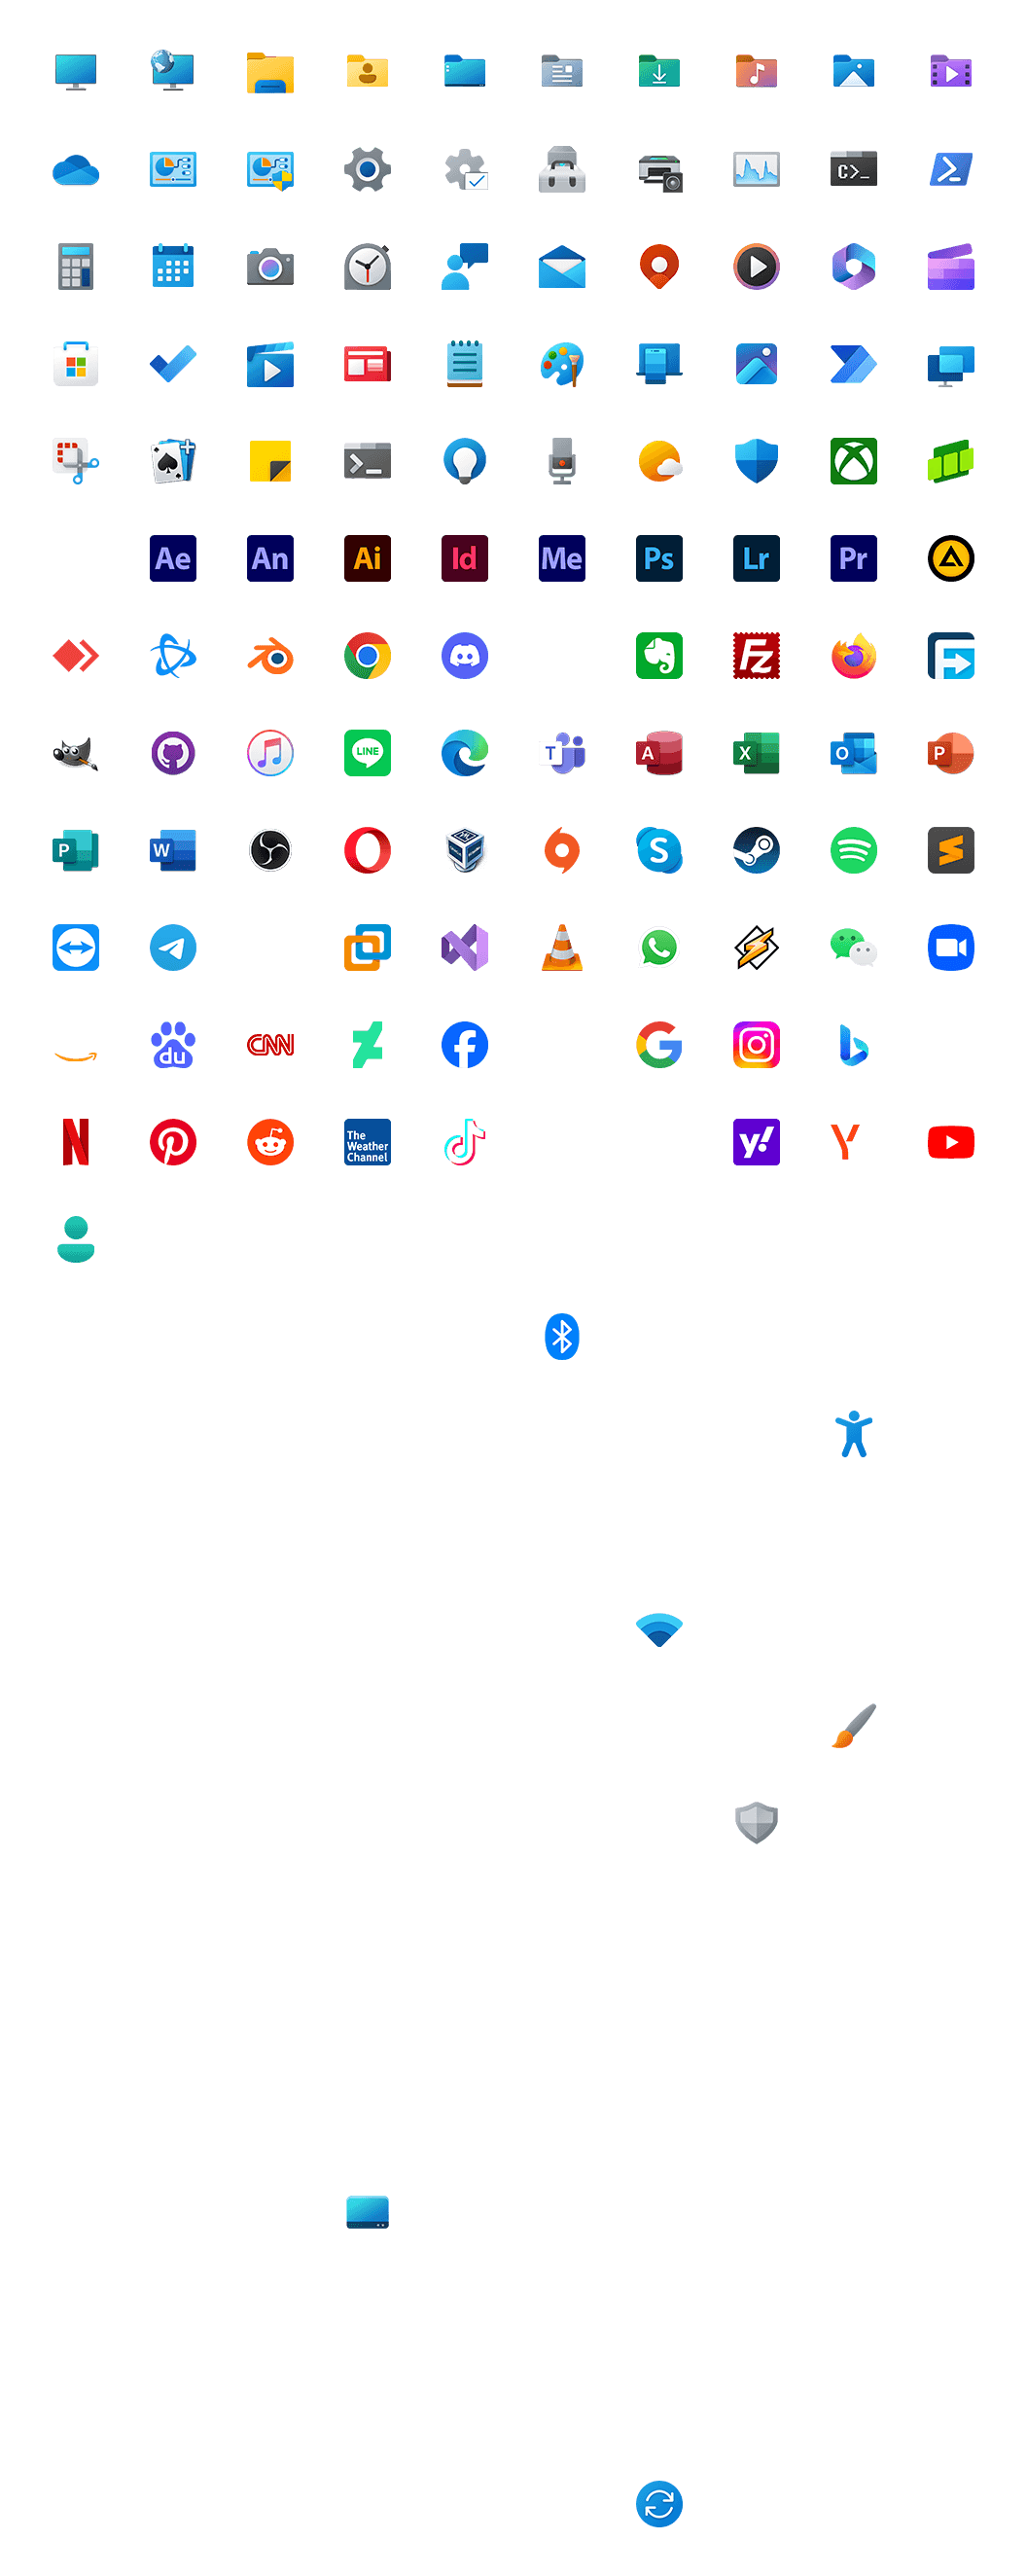 C>_
>_
Ae An Ai Id Me Ps Lr Pr
Fz
LINE T A X O P
P W S
du CNN f G b
N The
Weather
Channel y! Y